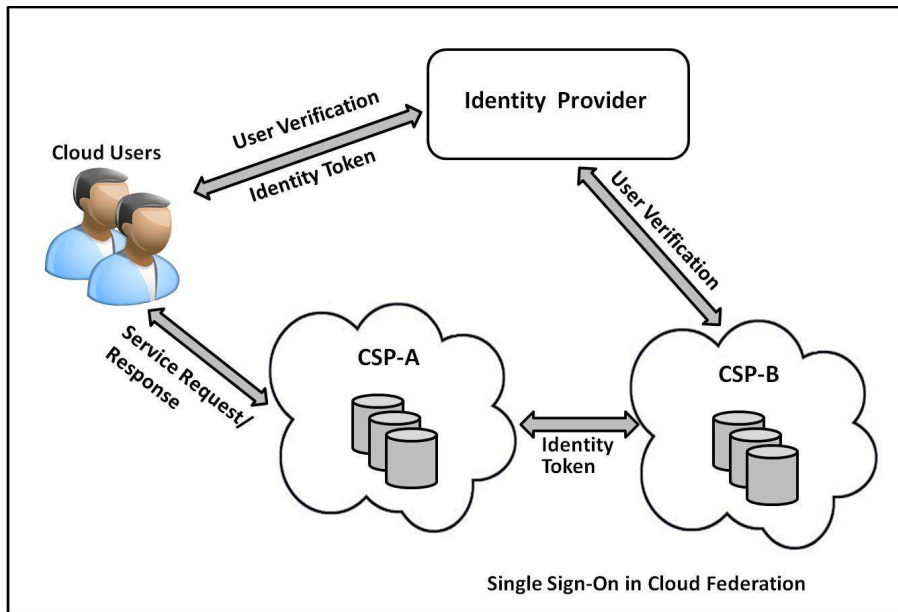 Identity Provider
User Verification
Identity Token
Cloud Users
User Verification
Service Request/
Response
CSP-A
CSP-B
Identity
Token
Single Sign-On in Cloud Federation